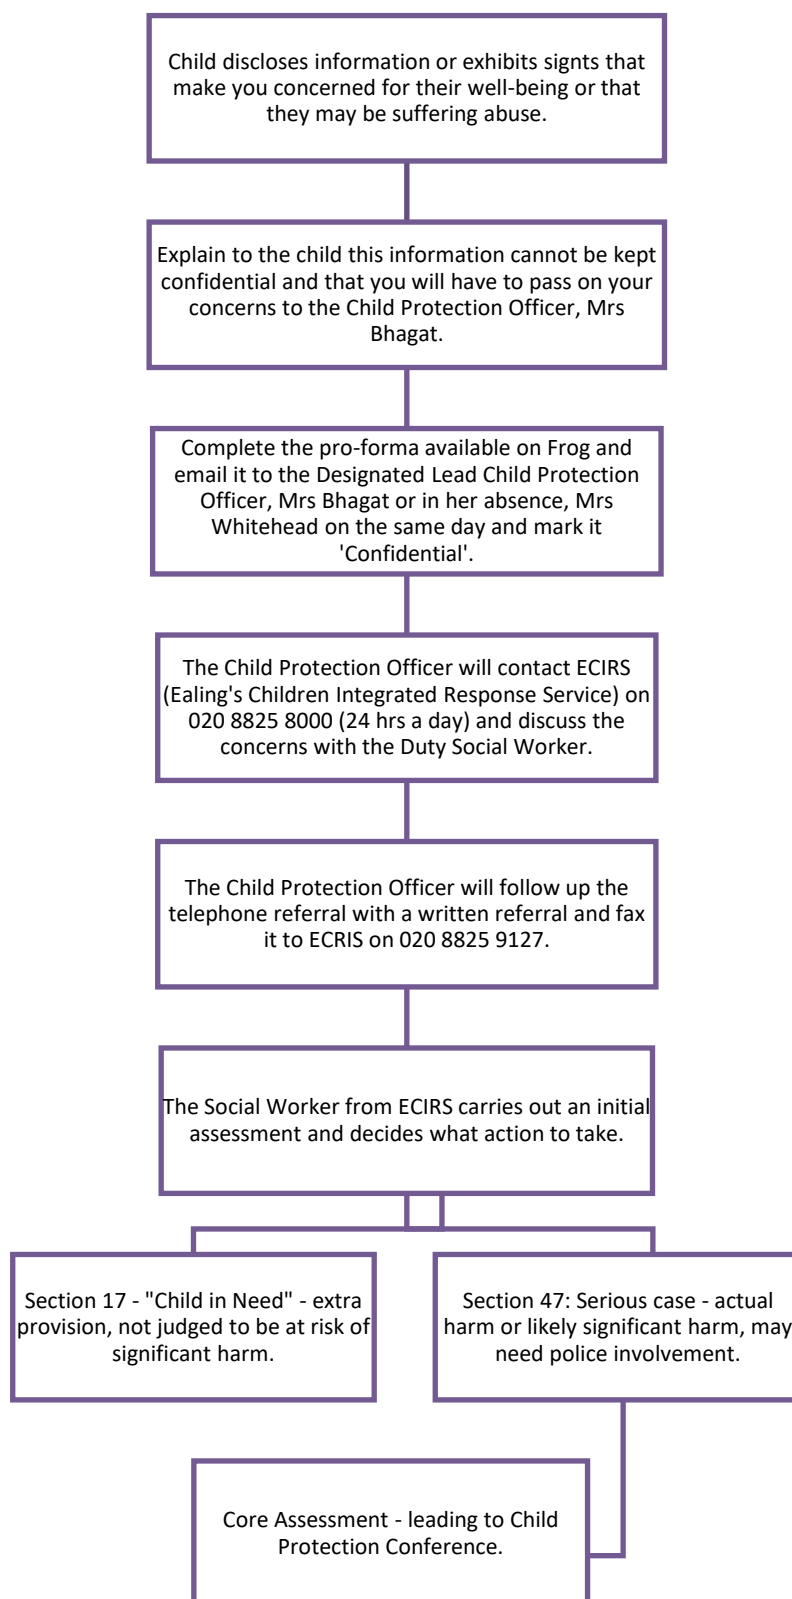 Child discloses information or exhibits signts that
make you concerned for their well-being or that
they may be suffering abuse.
Explain to the child this information cannot be kept
confidential and that you will have to pass on your
concerns to the Child Protection Officer, Mrs
Bhagat.
Complete the pro-forma available on Frog and
email it to the Designated Lead Child Protection
Officer, Mrs Bhagat or in her absence, Mrs
Whitehead on the same day and mark it
'Confidential'.
The Child Protection Officer will contact ECIRS
(Ealing's Children Integrated Response Service) on
020 8825 8000 (24 hrs a day) and discuss the
concerns with the Duty Social Worker.
The Child Protection Officer will follow up the
telephone referral with a written referral and fax
it to ECRIS on 020 8825 9127.
The Social Worker from ECIRS carries out an initial
assessment and decides what action to take.
Section 17 - "Child in Need" - extra
provision, not judged to be at risk of
significant harm.
Section 47: Serious case - actual
harm or likely significant harm, may
need police involvement.
Core Assessment - leading to Child
Protection Conference.